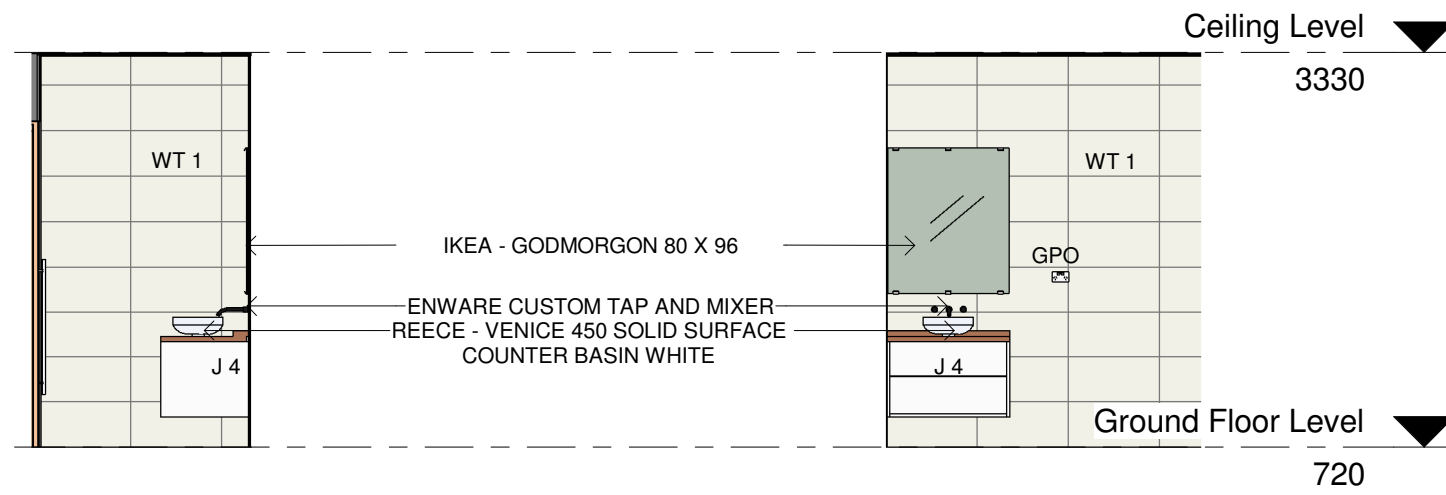 Ceiling Level
3330
WT 1
WT 1
IKEA - GODMORGON 80 X 96
GPO
ENWARE CUSTOM TAP AND MIXER
REECE - VENICE 450 SOLID SURFACE
COUNTER BASIN WHITE
J 4
J 4
Ground Floor Level
720